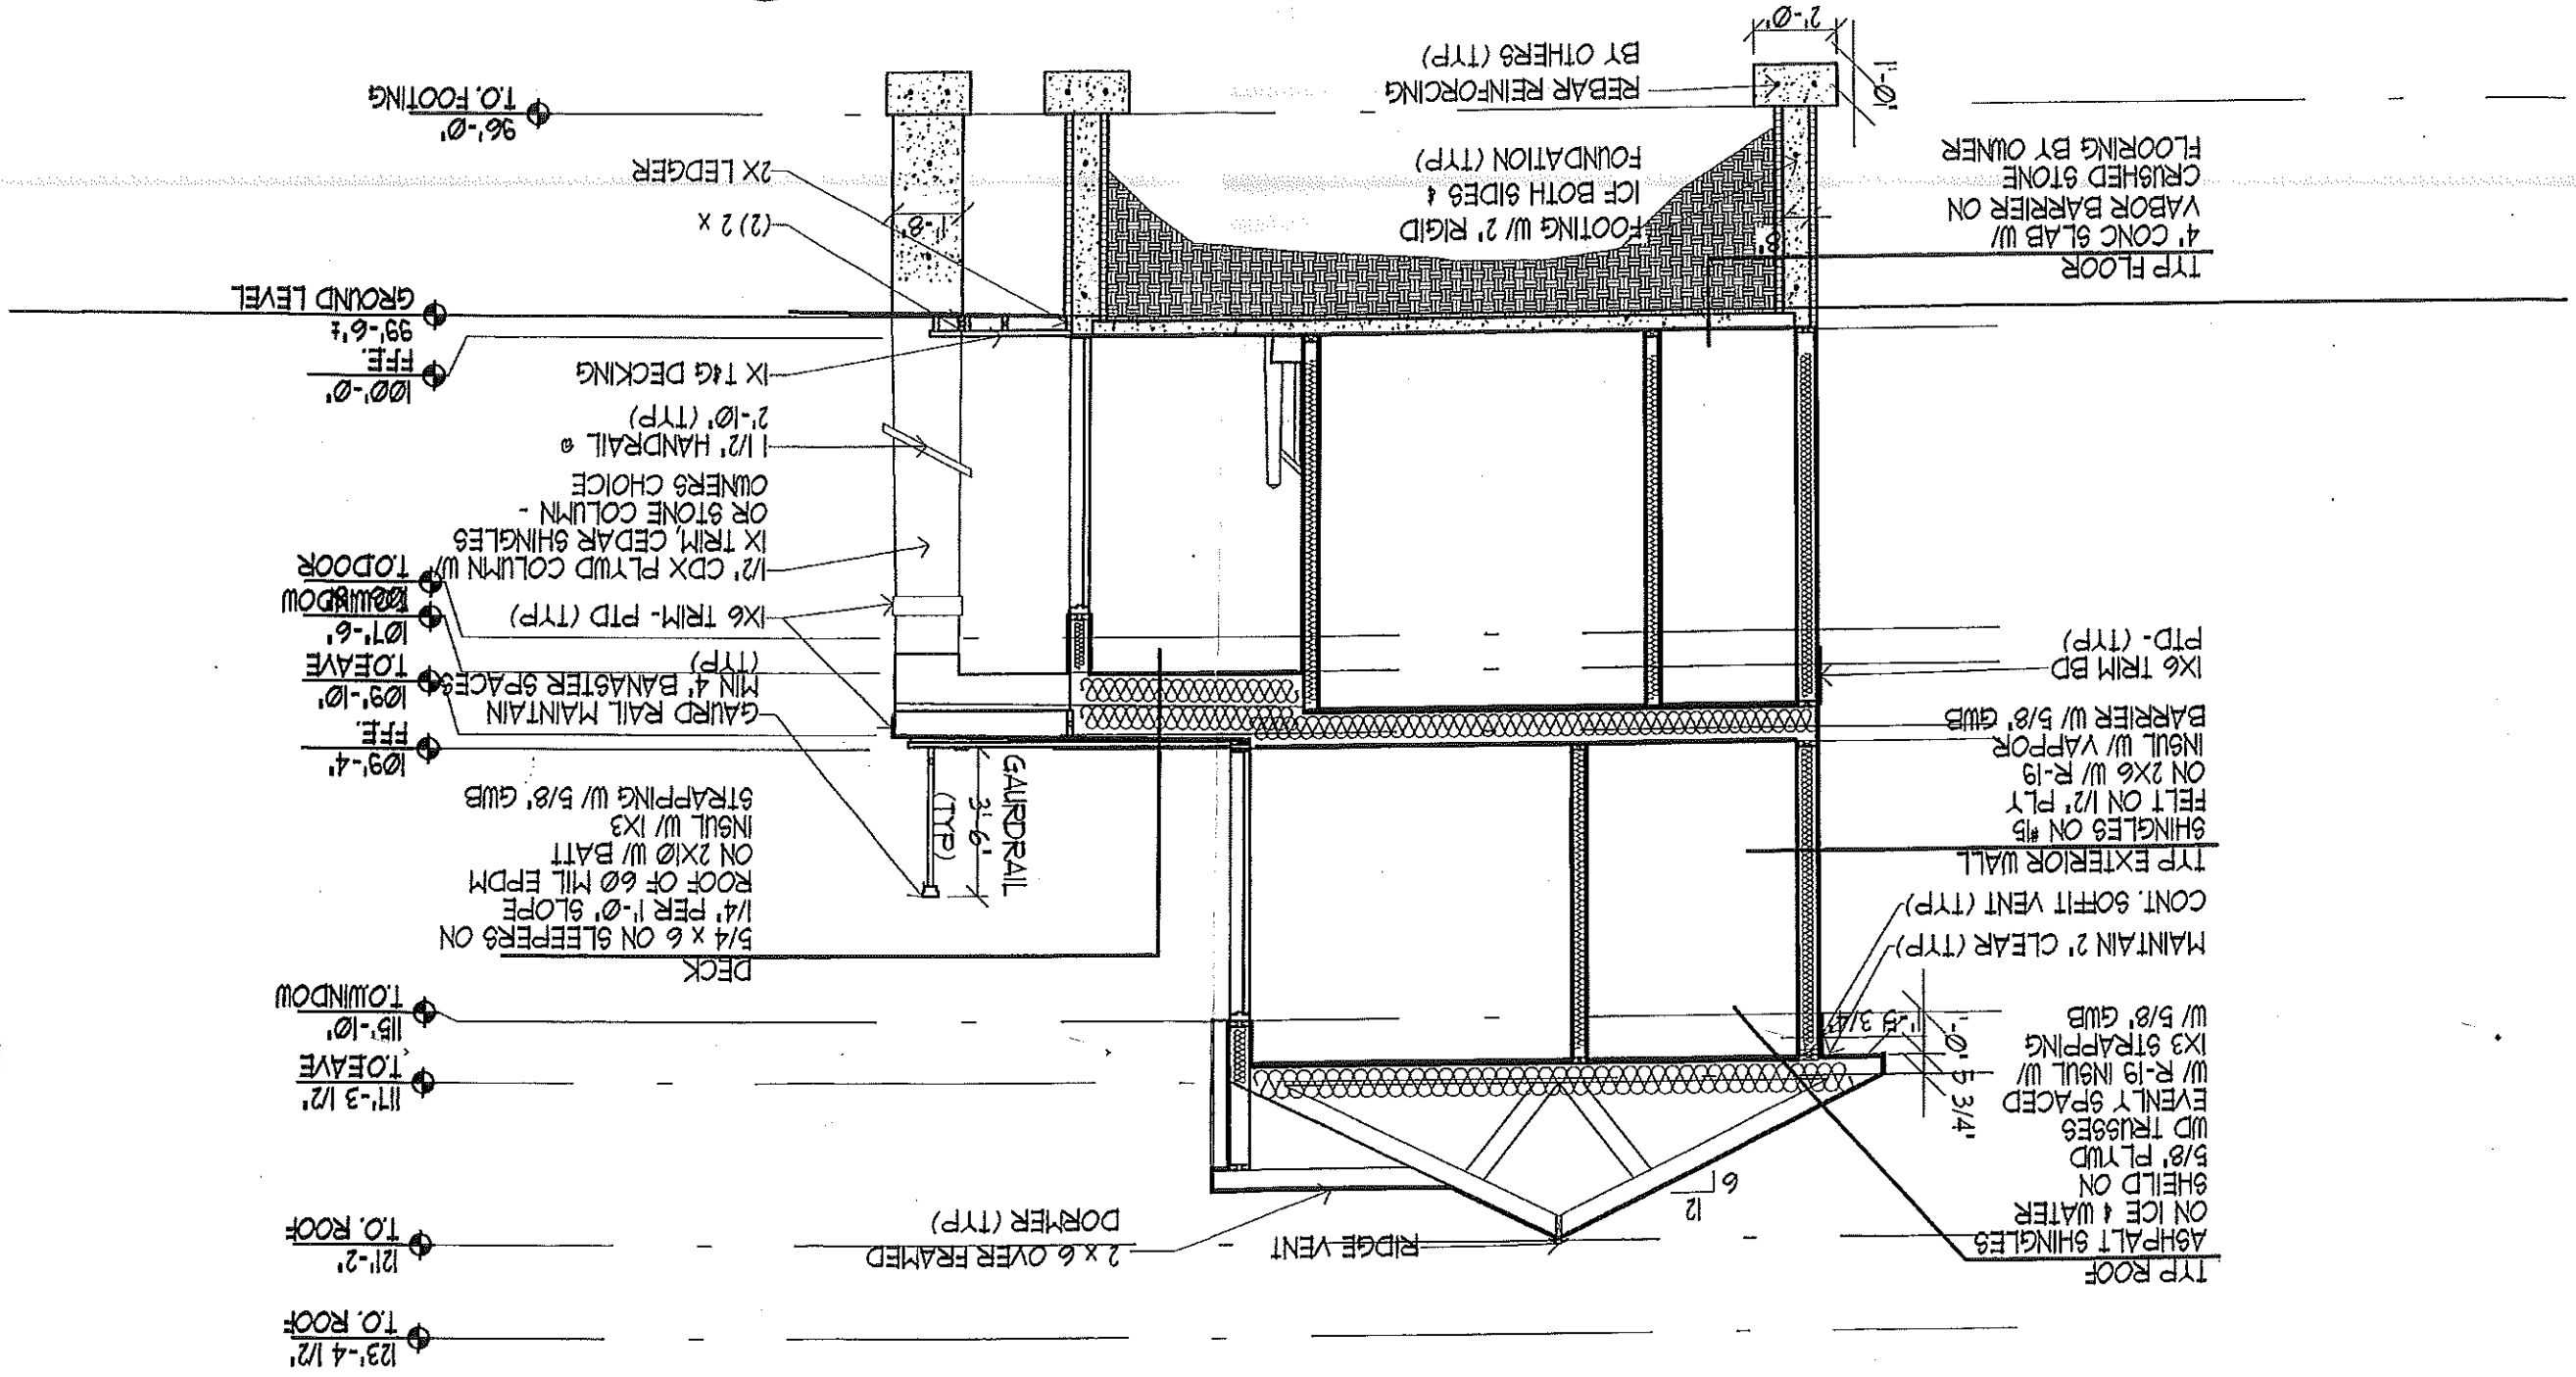 TYP ROOF
ASHPALT SHINGLES
ON ICE & WATER
SHEILD ON
5/8" PLYWD
WD TRUSSES
EVENLY SPACED
W/ R-19 INSUL W/
1X3 STRAPPING
W/ 5/8" GWB
MAINTAIN 2" CLEAR (TYP)
CONT. SOFFIT VENT (TYP)
TYP EXTERIOR WALL
SHINGLES ON #15
FELT ON 1/2" PLY
ON 2X6 W/ R-19
INSUL W/ VAPPOR
BARRIER W/ 5/8" GWB
1X6 TRIM BD
PTD- (TYP)
TYP FLOOR
4" CONC SLAB W/
VABOR BARRIER ON
CRUSHED STONE
FLOORING BY OWNER
5 3/4"
1'-0"
1'-5 3/4"
12
6
RIDGE VENT
2 x 6 OVER FRAMED
DORMER (TYP)
GAURDRAIL
3'-6"
(TYP)
8"
FOOTING W/ 2" RIGID
ICF BOTH SIDES &
FOUNDATION (TYP)
REBAR REINFORCING
BY OTHERS (TYP)
1'-0"
2'-0"
1'-8"
DECK
5/4 x 6 ON SLEEPERS ON
1/4" PER 1'-0" SLOPE
ROOF OF 60 MIL EPDM
ON 2X10 W/ BATT
INSUL W/ 1X3
STRAPPING W/ 5/8" GWB
GAURD RAIL MAINTAIN
MIN 4" BANASTER SPACES
(TYP)
1X6 TRIM- PTD (TYP)
1/2" CDX PLYWD COLUMN W/
1X TRIM, CEDAR SHINGLES
OR STONE COLUMN -
OWNERS CHOICE
1 1/2" HANDRAIL @
2'-10" (TYP)
1X T&G DECKING
(2) 2 x
2X LEDGER
123'-4 1/2"
T.O. ROOF
121'-2"
T.O. ROOF
117'-3 1/2"
T.O.EAVE
115'-10"
T.O.WINDOW
109'-4"
F.F.E.
109'-10"
T.O.EAVE
107'-6"
T.O.DOOR
100'-0"
F.F.E.
99'-6"±
GROUND LEVEL
96'-0"
T.O. FOOTING